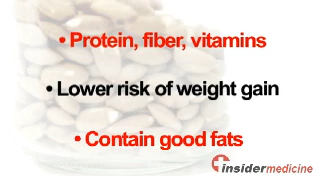 • Protein, fiber, vitamins
• Lower risk of weight gain
• Contain good fats
insidermedicine